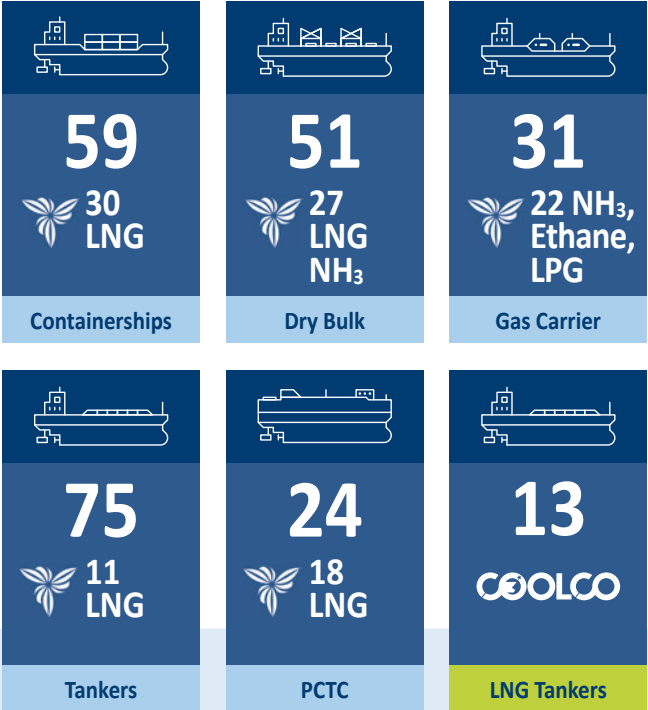 59
30
LNG
Containerships
51
27
LNG
NH₃
Dry Bulk
31
22 NH₃,
Ethane,
LPG
Gas Carrier
75
11
LNG
Tankers
24
18
LNG
PCTC
13
COOLCO
LNG Tankers